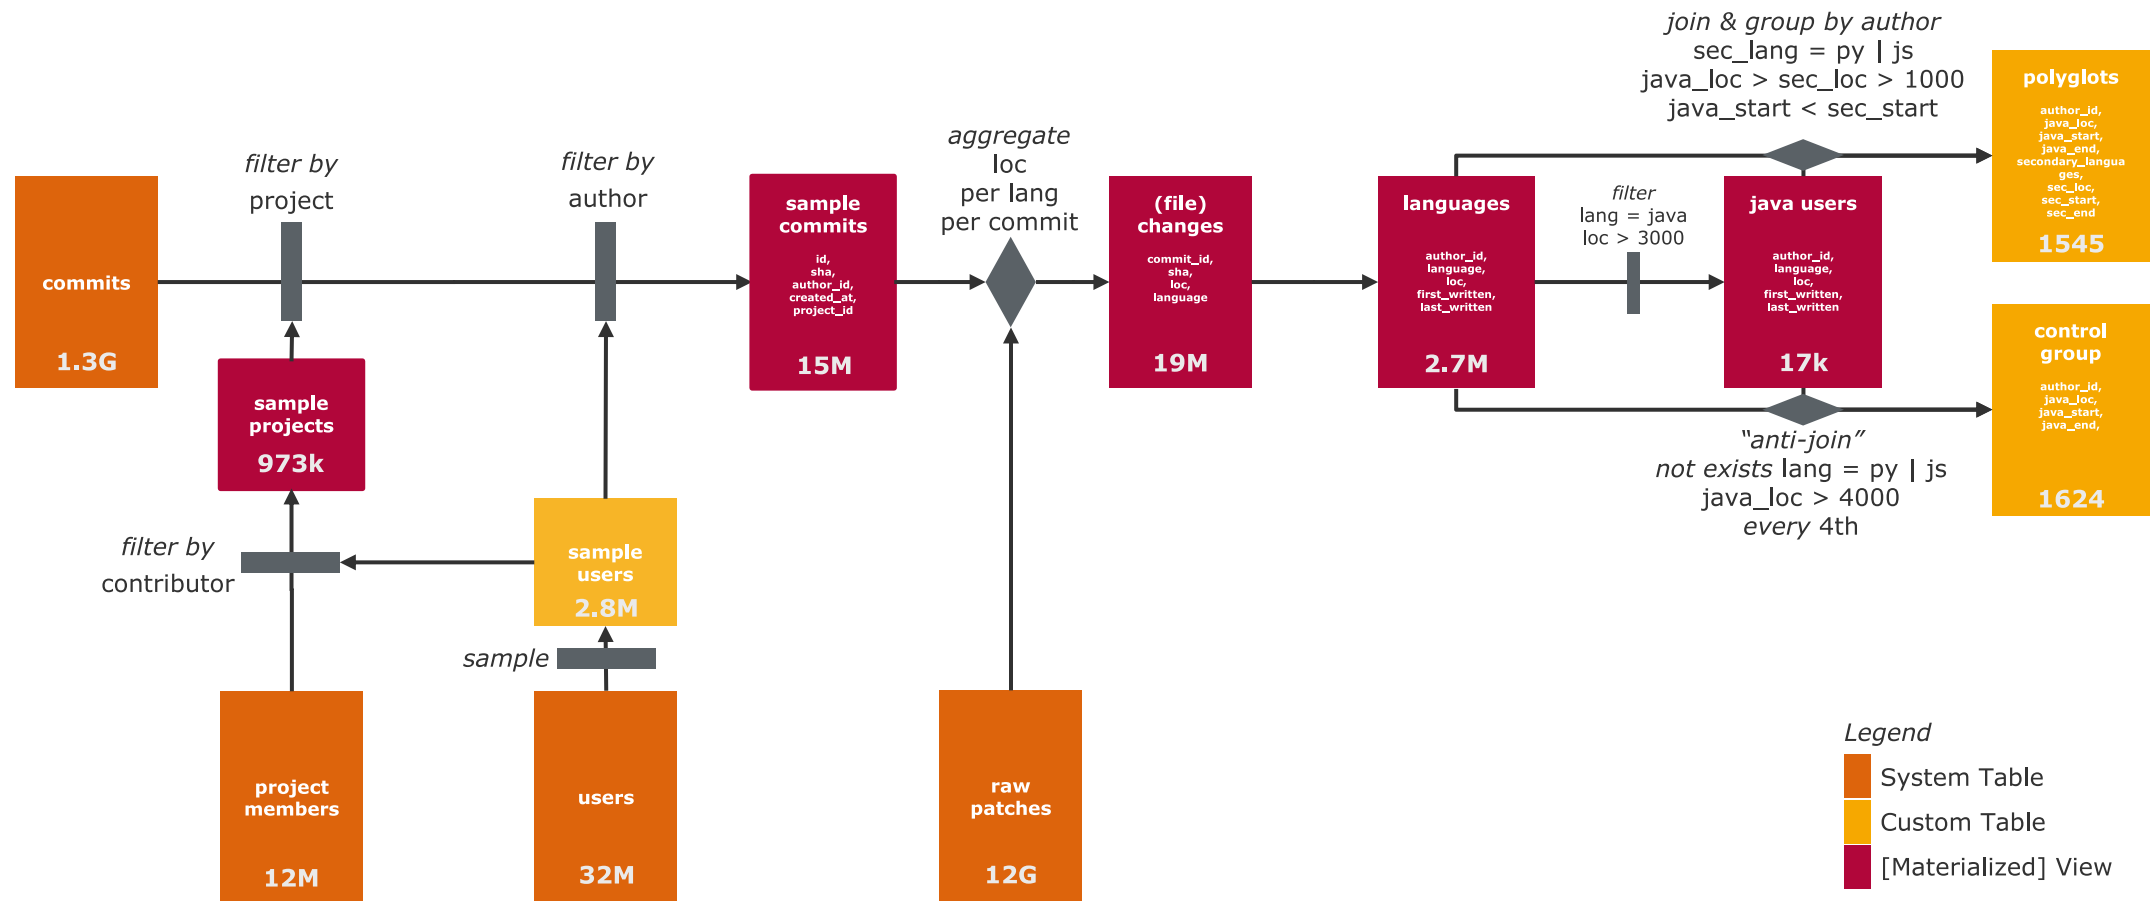 join & group by author
sec_lang = py | js
java_loc > sec_loc > 1000
java_start < sec_start
polyglots
author_id,
java_loc,
java_start,
java_end,
secondary_langua
ges,
sec_loc,
sec_start,
sec_end
1545
filter by
project
filter by
author
aggregate
loc
per lang
per commit
commits
1.3G
sample
commits
id,
sha,
author_id,
created_at,
project_id
15M
(file)
changes
commit_id,
sha,
loc,
language
19M
languages
author_id,
language,
loc,
first_written,
last_written
2.7M
filter
lang = java
loc > 3000
java users
author_id,
language,
loc,
first_written,
last_written
17k
control
group
author_id,
java_loc,
java_start,
java_end,
1624
sample
projects
973k
“anti-join”
not exists lang = py | js
java_loc > 4000
every 4th
filter by
contributor
sample
users
2.8M
sample
project
members
12M
users
32M
raw
patches
12G
Legend
System Table
Custom Table
[Materialized] View